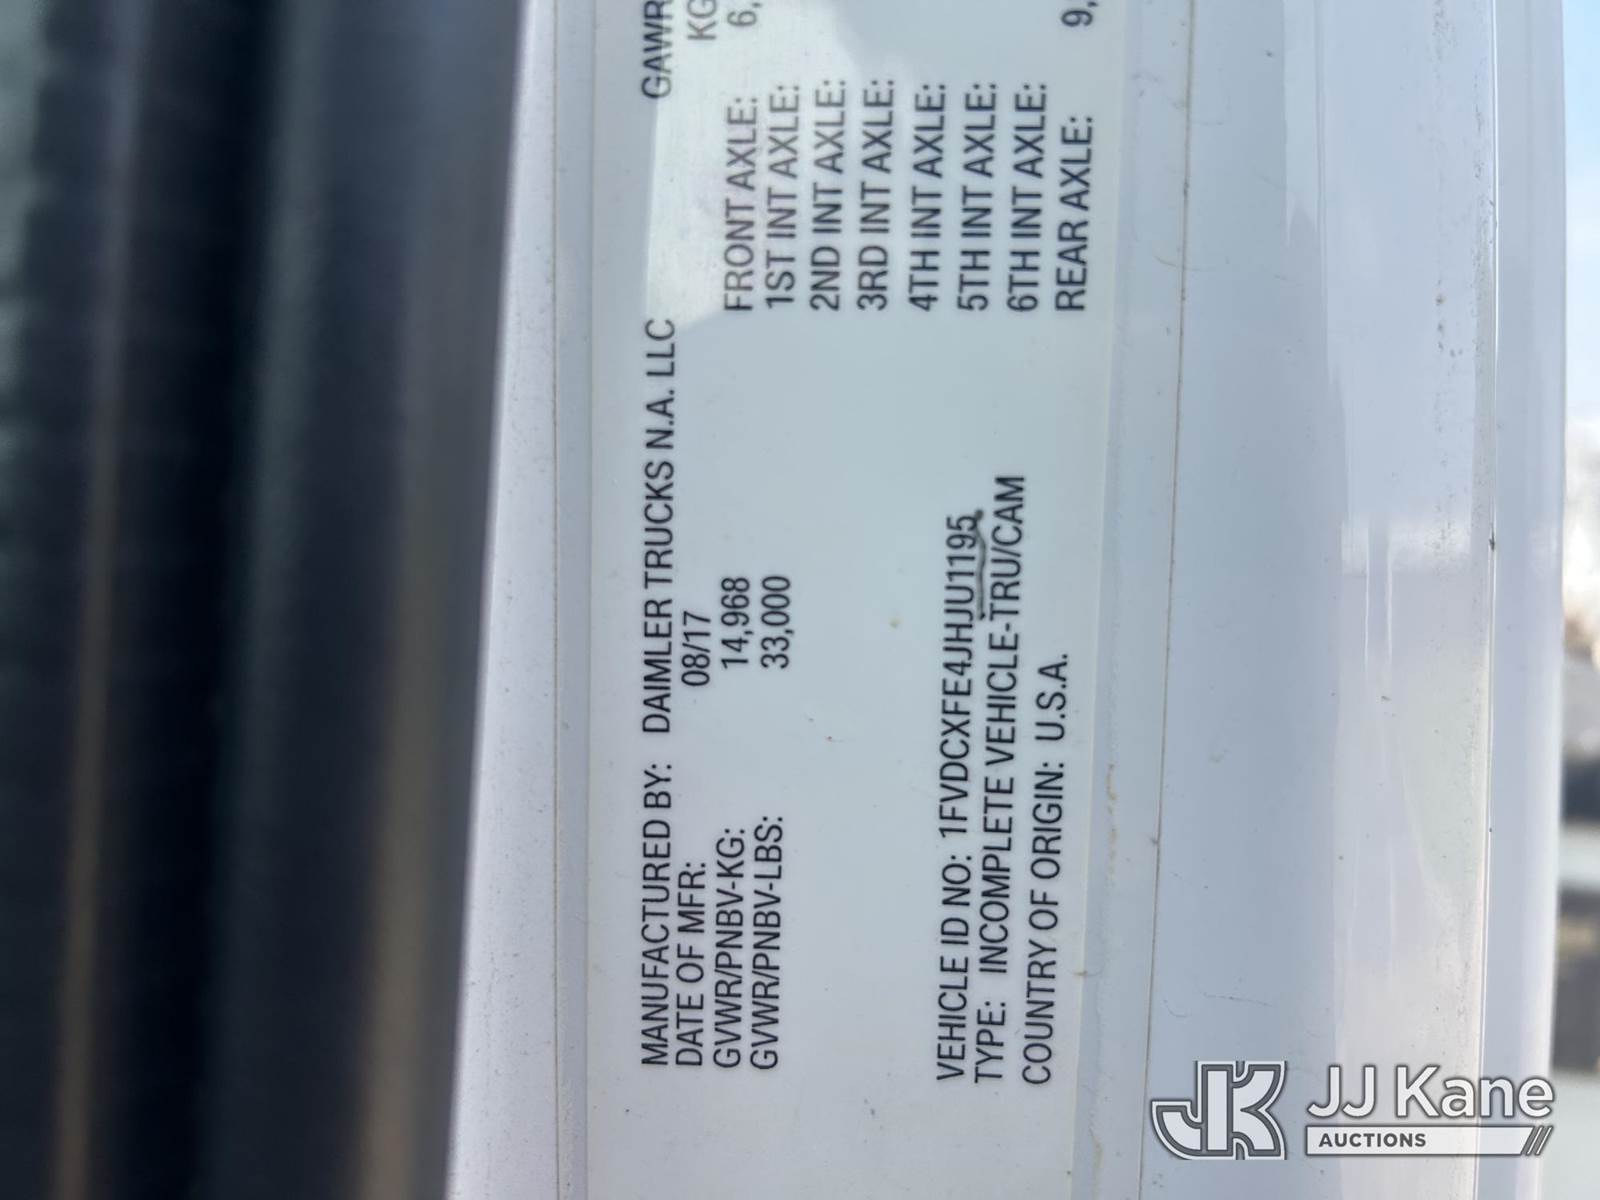 MANUFACTURED BY: DAIMLER TRUCKS N.A. LLC
DATE OF MFR: 08/17
GVWR/PNBV-KG: 14,968
GVWR/PNBV-LBS: 33,000
VEHICLE ID NO: 1FVDCXFE4JHJU1195
TYPE: INCOMPLETE VEHICLE-TRU/CAM
COUNTRY OF ORIGIN: U.S.A.
GAWR
KG
FRONT AXLE: 6,
1ST INT AXLE:
2ND INT AXLE:
3RD INT AXLE:
4TH INT AXLE:
5TH INT AXLE:
6TH INT AXLE:
REAR AXLE: 9,
JK JJ Kane
AUCTIONS